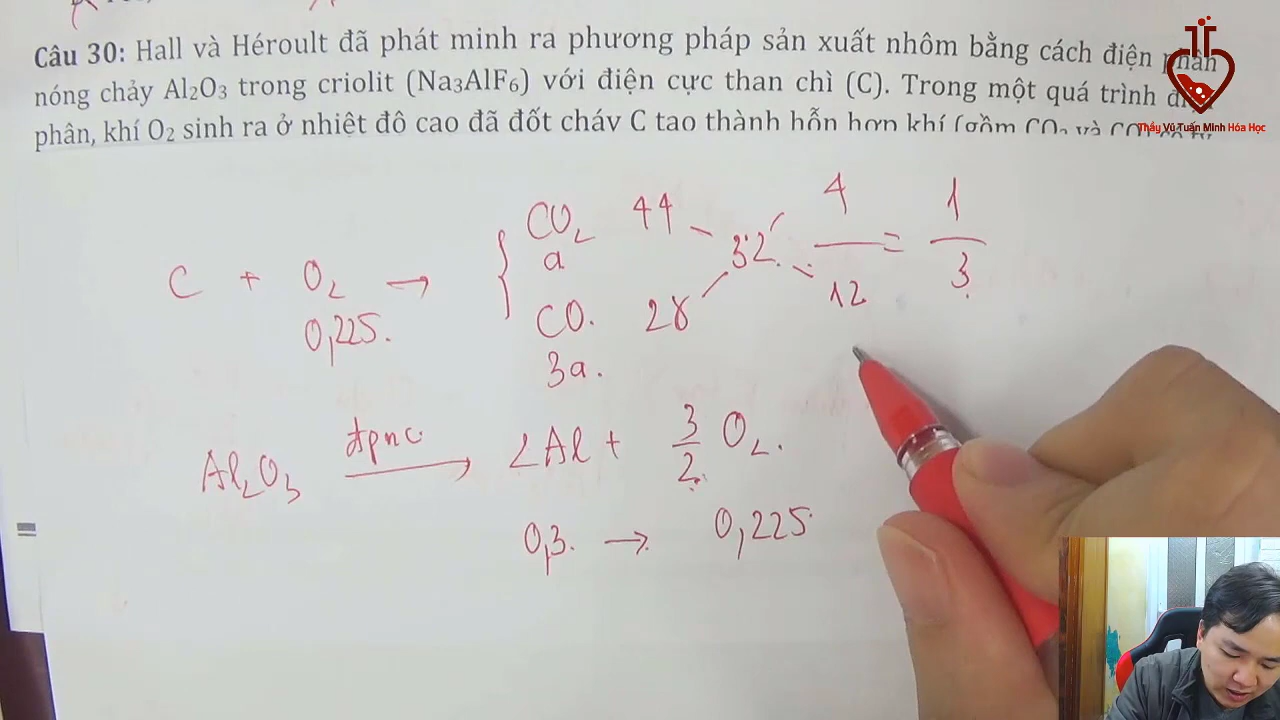 Câu 30: Hall và Héroult đã phát minh ra phương pháp sản xuất nhôm bằng cách điện phân
nóng chảy Al₂O₃ trong criolit (Na₃AlF₆) với điện cực than chì (C). Trong một quá trình
phân, khí O₂ sinh ra ở nhiệt độ cao đã đốt cháy C tạo thành hỗn hợp khí (gồm CO₂ và CO)
Thầy Vũ Tuấn Minh Hóa Học
CO₂ 44 4 1
a 32. — = —
C + O₂ → { 12 3
0,225. CO. 28
3a.
Al₂O₃ đpnc → 2Al + 3/2 O₂.
0,3. → 0,225